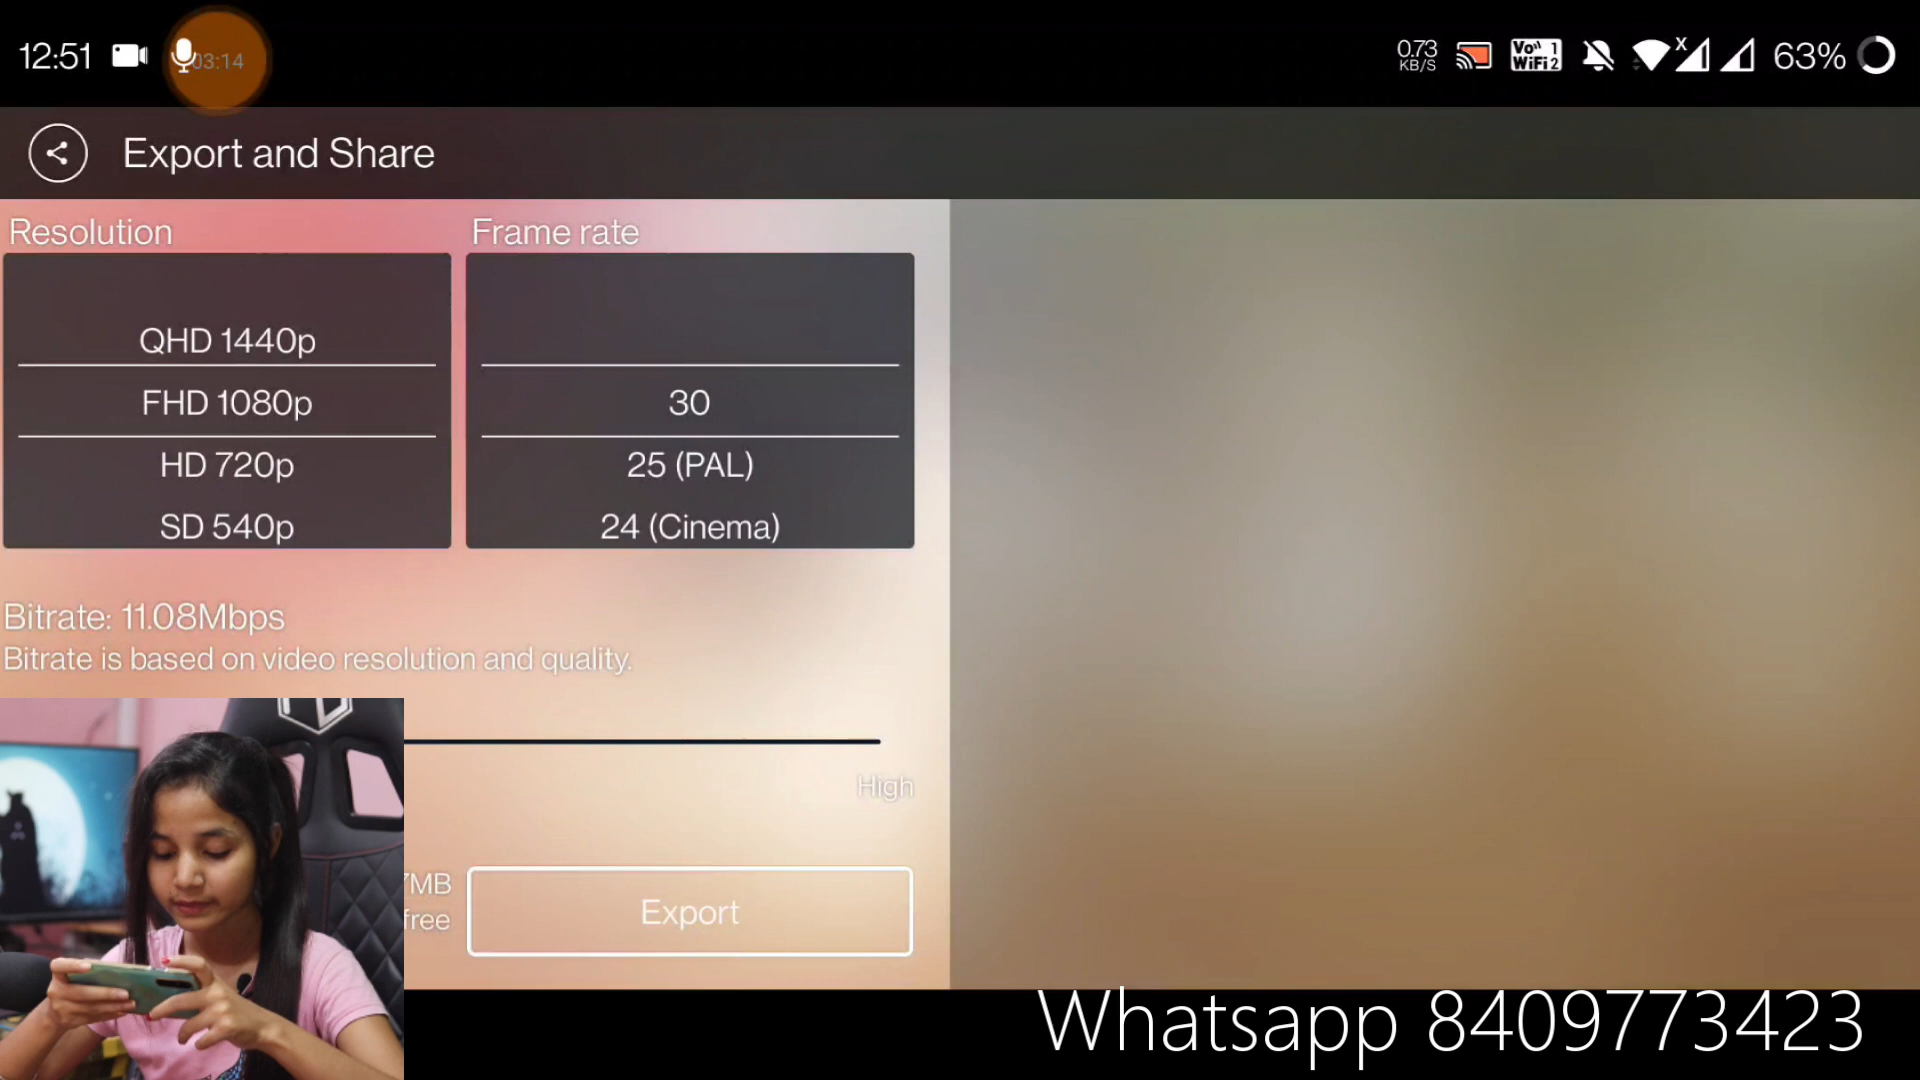 12:51
03:14
0.73
KB/S
Vo 1
WiFi 2
X
63%
Export and Share
Resolution
Frame rate
QHD 1440p
FHD 1080p
HD 720p
SD 540p
30
25 (PAL)
24 (Cinema)
Bitrate: 11.08Mbps
Bitrate is based on video resolution and quality.
High
7MB
free
Export
Whatsapp 8409773423